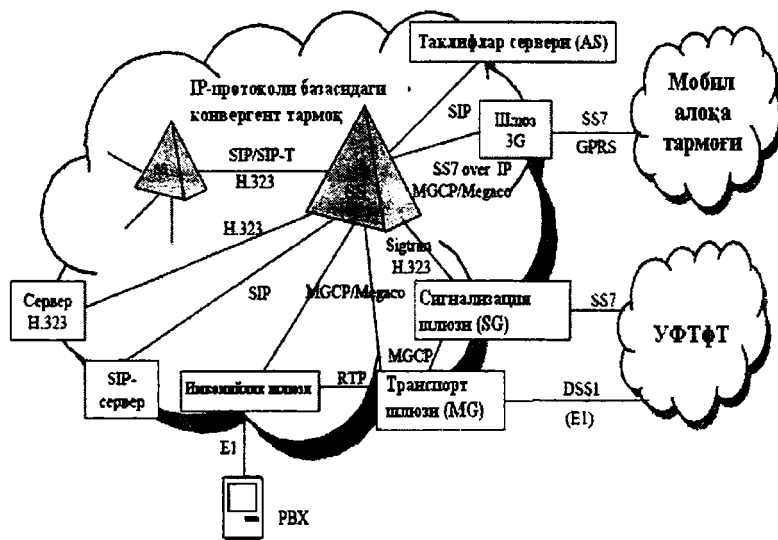 Таклифлар сервери (AS)
IP-протоколи базасидаги
конвергент тармоқ
SIP
Шлюз
3G
SS7
GPRS
Мобил
алоқа
тармоғи
SIP/SIP-T
H.323
SS7 over IP
MGCP/Megaco
H.323
Sigtran
H.323
Сервер
H.323
SIP
MGCP/Megaco
Сигнализация
шлюзи (SG)
SS7
УФТфТ
SIP-
сервер
шлюзи
RTP
MGCP
Транспорт
шлюзи (MG)
DSS1
(E1)
E1
PBX